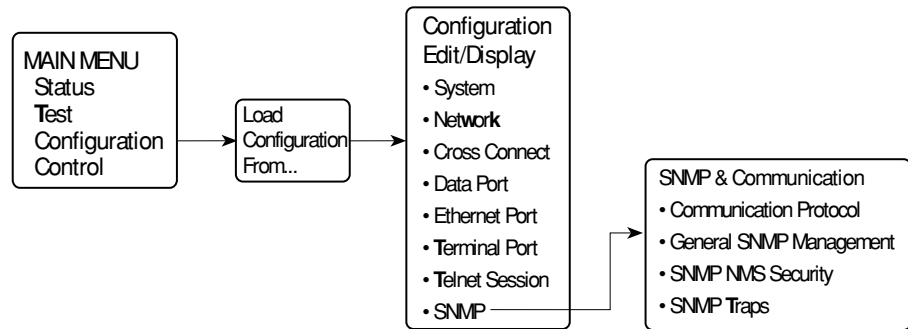 MAIN MENU
Status
Test
Configuration
Control
Load
Configuration
From...
Configuration
Edit/Display
• System
• Network
• Cross Connect
• Data Port
• Ethernet Port
• Terminal Port
• Telnet Session
• SNMP
SNMP & Communication
• Communication Protocol
• General SNMP Management
• SNMP NMS Security
• SNMP Traps